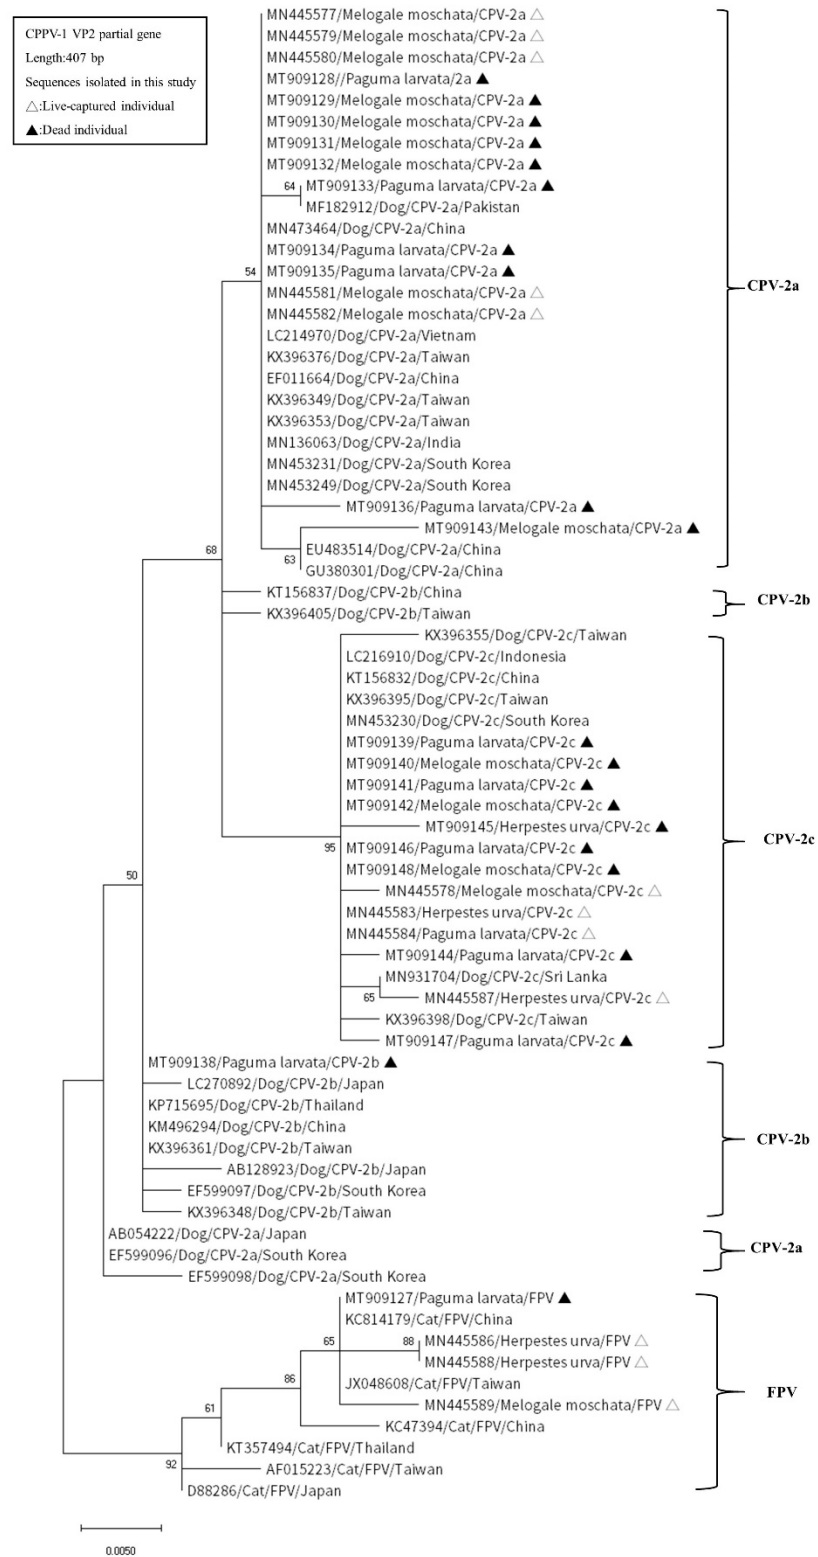 CPPV-1 VP2 partial gene
Length:407 bp
Sequences isolated in this study
△:Live-captured individual
▲:Dead individual
MN445577/Melogale moschata/CPV-2a △
MN445579/Melogale moschata/CPV-2a △
MN445580/Melogale moschata/CPV-2a △
MT909128//Paguma larvata/2a ▲
MT909129/Melogale moschata/CPV-2a ▲
MT909130/Melogale moschata/CPV-2a ▲
MT909131/Melogale moschata/CPV-2a ▲
MT909132/Melogale moschata/CPV-2a ▲
64 MT909133/Paguma larvata/CPV-2a ▲
MF182912/Dog/CPV-2a/Pakistan
MN473464/Dog/CPV-2a/China
MT909134/Paguma larvata/CPV-2a ▲
54 MT909135/Paguma larvata/CPV-2a ▲
CPV-2a
MN445581/Melogale moschata/CPV-2a △
MN445582/Melogale moschata/CPV-2a △
LC214970/Dog/CPV-2a/Vietnam
KX396376/Dog/CPV-2a/Taiwan
EF011664/Dog/CPV-2a/China
KX396349/Dog/CPV-2a/Taiwan
KX396353/Dog/CPV-2a/Taiwan
MN136063/Dog/CPV-2a/India
MN453231/Dog/CPV-2a/South Korea
MN453249/Dog/CPV-2a/South Korea
MT909136/Paguma larvata/CPV-2a ▲
MT909143/Melogale moschata/CPV-2a ▲
68 63 EU483514/Dog/CPV-2a/China
GU380301/Dog/CPV-2a/China
KT156837/Dog/CPV-2b/China
CPV-2b
KX396405/Dog/CPV-2b/Taiwan
KX396355/Dog/CPV-2c/Taiwan
LC216910/Dog/CPV-2c/Indonesia
KT156832/Dog/CPV-2c/China
KX396395/Dog/CPV-2c/Taiwan
MN453230/Dog/CPV-2c/South Korea
MT909139/Paguma larvata/CPV-2c ▲
MT909140/Melogale moschata/CPV-2c ▲
MT909141/Paguma larvata/CPV-2c ▲
MT909142/Melogale moschata/CPV-2c ▲
MT909145/Herpestes urva/CPV-2c ▲
CPV-2c
95 MT909146/Paguma larvata/CPV-2c ▲
MT909148/Melogale moschata/CPV-2c ▲
50 MN445578/Melogale moschata/CPV-2c △
MN445583/Herpestes urva/CPV-2c △
MN445584/Paguma larvata/CPV-2c △
MT909144/Paguma larvata/CPV-2c ▲
MN931704/Dog/CPV-2c/Sri Lanka
65 MN445587/Herpestes urva/CPV-2c △
KX396398/Dog/CPV-2c/Taiwan
MT909147/Paguma larvata/CPV-2c ▲
MT909138/Paguma larvata/CPV-2b ▲
LC270892/Dog/CPV-2b/Japan
KP715695/Dog/CPV-2b/Thailand
KM496294/Dog/CPV-2b/China
CPV-2b
KX396361/Dog/CPV-2b/Taiwan
AB128923/Dog/CPV-2b/Japan
EF599097/Dog/CPV-2b/South Korea
KX396348/Dog/CPV-2b/Taiwan
AB054222/Dog/CPV-2a/Japan
CPV-2a
EF599096/Dog/CPV-2a/South Korea
EF599098/Dog/CPV-2a/South Korea
MT909127/Paguma larvata/FPV ▲
KC814179/Cat/FPV/China
65 88 MN445586/Herpestes urva/FPV △
MN445588/Herpestes urva/FPV △
86 JX048608/Cat/FPV/Taiwan
FPV
61 MN445589/Melogale moschata/FPV △
KC47394/Cat/FPV/China
KT357494/Cat/FPV/Thailand
92 AF015223/Cat/FPV/Taiwan
D88286/Cat/FPV/Japan
0.0050